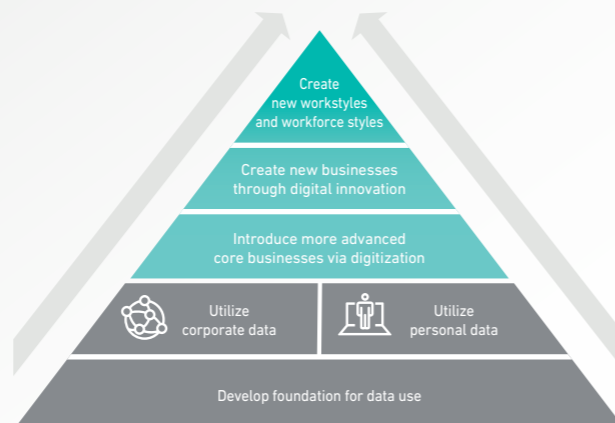 Create
new workstyles
and workforce styles
Create new businesses
through digital innovation
Introduce more advanced
core businesses via digitization
Utilize
corporate data
Utilize
personal data
Develop foundation for data use